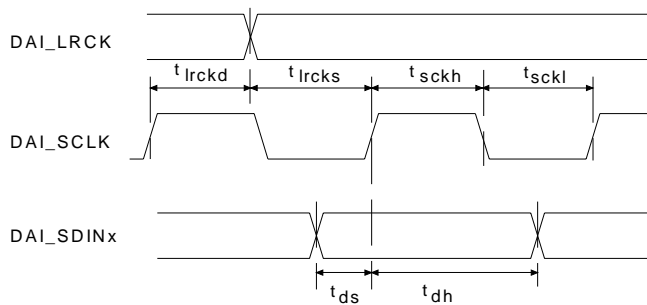 DAI_LRCK
t lrckd
t lrcks
t sckh
t sckl
DAI_SCLK
DAI_SDINx
t ds
t dh